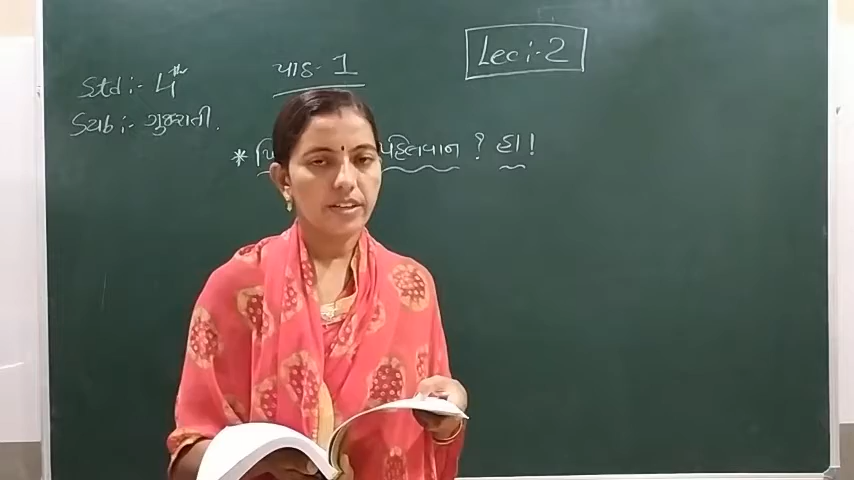 Lec :- 2
Std :- 4th
પાઠ - 1
Sub :- ગુજરાતી.
* પહેલવાન ? હા !